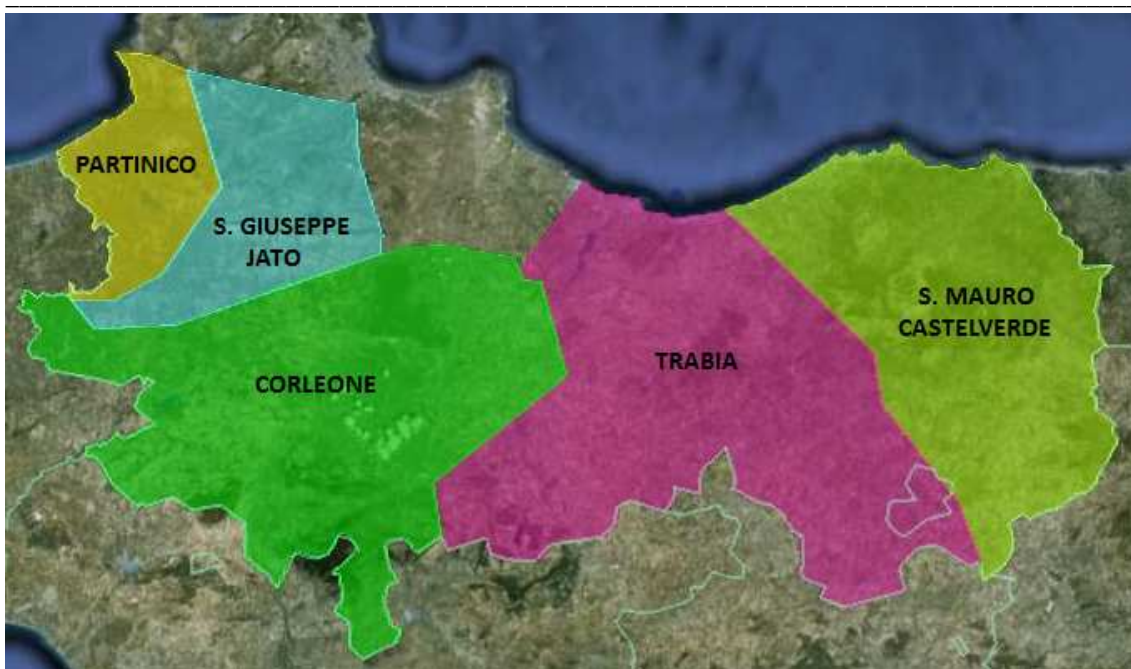 PARTINICO
S. GIUSEPPE
JATO
S. MAURO
CASTELVERDE
TRABIA
CORLEONE